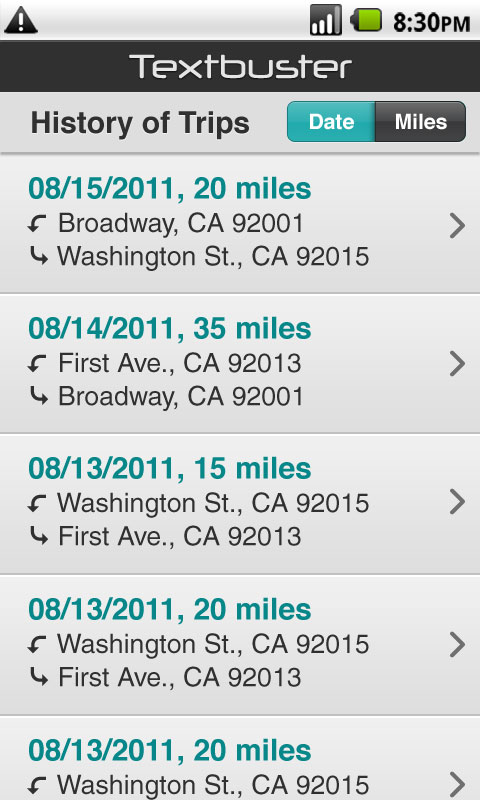 8:30PM
Textbuster
History of Trips
Date Miles
08/15/2011, 20 miles
Broadway, CA 92001
Washington St., CA 92015
08/14/2011, 35 miles
First Ave., CA 92013
Broadway, CA 92001
08/13/2011, 15 miles
Washington St., CA 92015
First Ave., CA 92013
08/13/2011, 20 miles
Washington St., CA 92015
First Ave., CA 92013
08/13/2011, 20 miles
Washington St., CA 92015